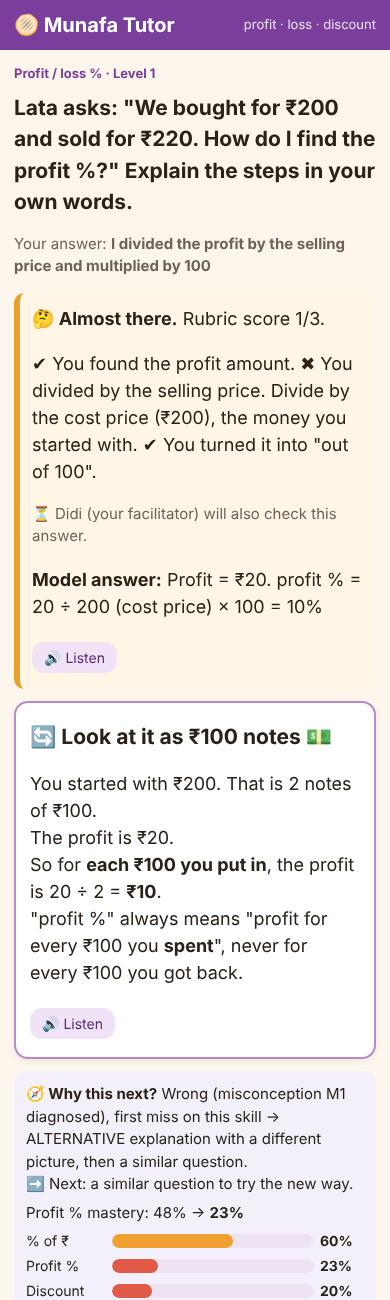 Munafa Tutor
profit · loss · discount
Profit / loss % · Level 1
Lata asks: "We bought for ₹200
and sold for ₹220. How do I find the
profit %?" Explain the steps in your
own words.
Your answer: I divided the profit by the selling
price and multiplied by 100
🤔 Almost there. Rubric score 1/3.
✔ You found the profit amount. ✖ You
divided by the selling price. Divide by
the cost price (₹200), the money you
started with. ✔ You turned it into "out
of 100".
⏳ Didi (your facilitator) will also check this
answer.
Model answer: Profit = ₹20. profit % =
20 ÷ 200 (cost price) × 100 = 10%
🔊 Listen
🔄 Look at it as ₹100 notes 💵
You started with ₹200. That is 2 notes
of ₹100.
The profit is ₹20.
So for each ₹100 you put in, the profit
is 20 ÷ 2 = ₹10.
"profit %" always means "profit for
every ₹100 you spent", never for
every ₹100 you got back.
🔊 Listen
🧭 Why this next? Wrong (misconception M1
diagnosed), first miss on this skill →
ALTERNATIVE explanation with a different
picture, then a similar question.
➡️ Next: a similar question to try the new way.
Profit % mastery: 48% → 23%
% of ₹ 60%
Profit % 23%
Discount 20%